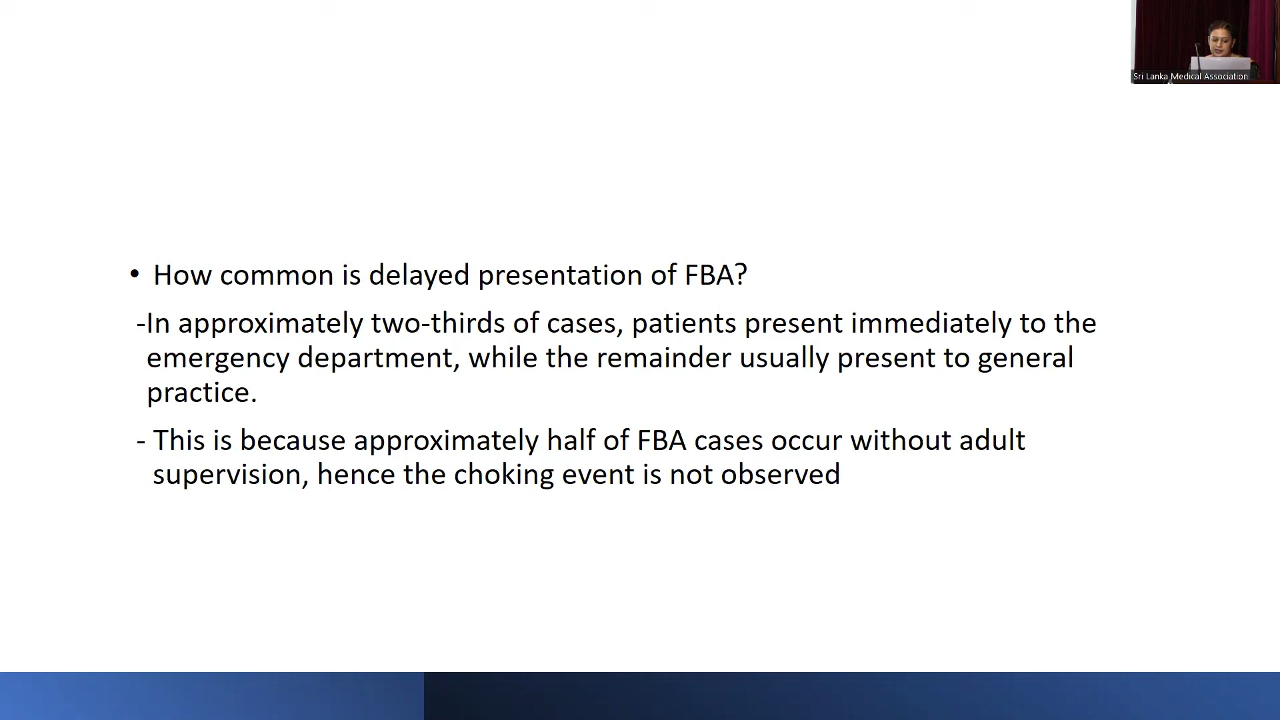 Sri Lanka Medical Association
• How common is delayed presentation of FBA?
-In approximately two-thirds of cases, patients present immediately to the
emergency department, while the remainder usually present to general
practice.
- This is because approximately half of FBA cases occur without adult
supervision, hence the choking event is not observed